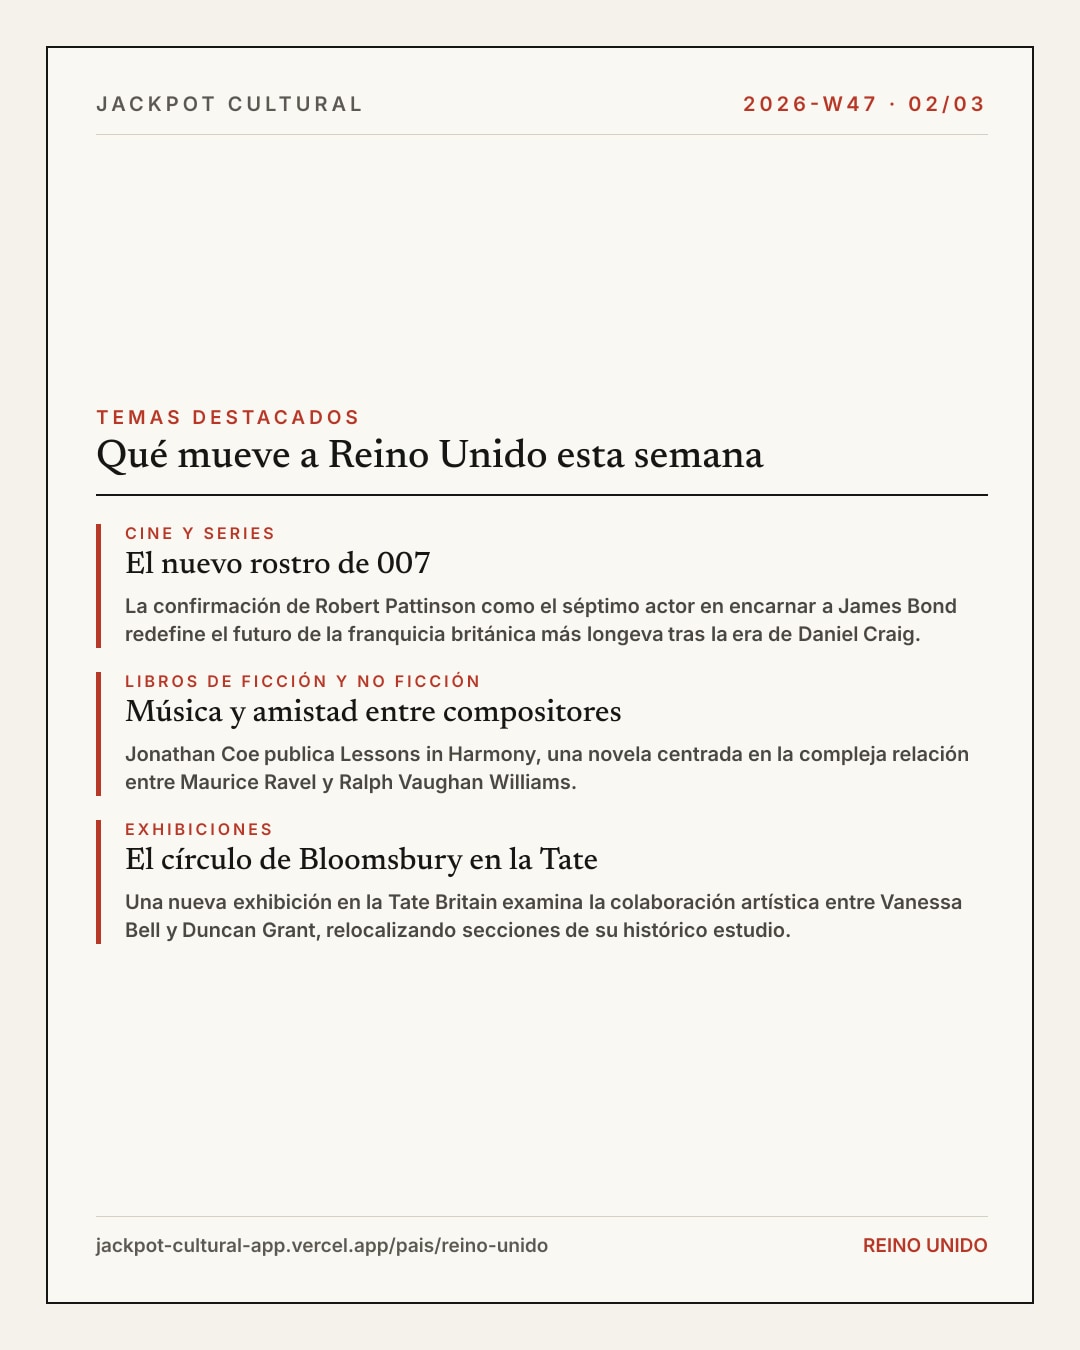 JACKPOT CULTURAL
2026-W47 · 02/03
TEMAS DESTACADOS
Qué mueve a Reino Unido esta semana
CINE Y SERIES
El nuevo rostro de 007
La confirmación de Robert Pattinson como el séptimo actor en encarnar a James Bond
redefine el futuro de la franquicia británica más longeva tras la era de Daniel Craig.
LIBROS DE FICCIÓN Y NO FICCIÓN
Música y amistad entre compositores
Jonathan Coe publica Lessons in Harmony, una novela centrada en la compleja relación
entre Maurice Ravel y Ralph Vaughan Williams.
EXHIBICIONES
El círculo de Bloomsbury en la Tate
Una nueva exhibición en la Tate Britain examina la colaboración artística entre Vanessa
Bell y Duncan Grant, relocalizando secciones de su histórico estudio.
jackpot-cultural-app.vercel.app/pais/reino-unido
REINO UNIDO